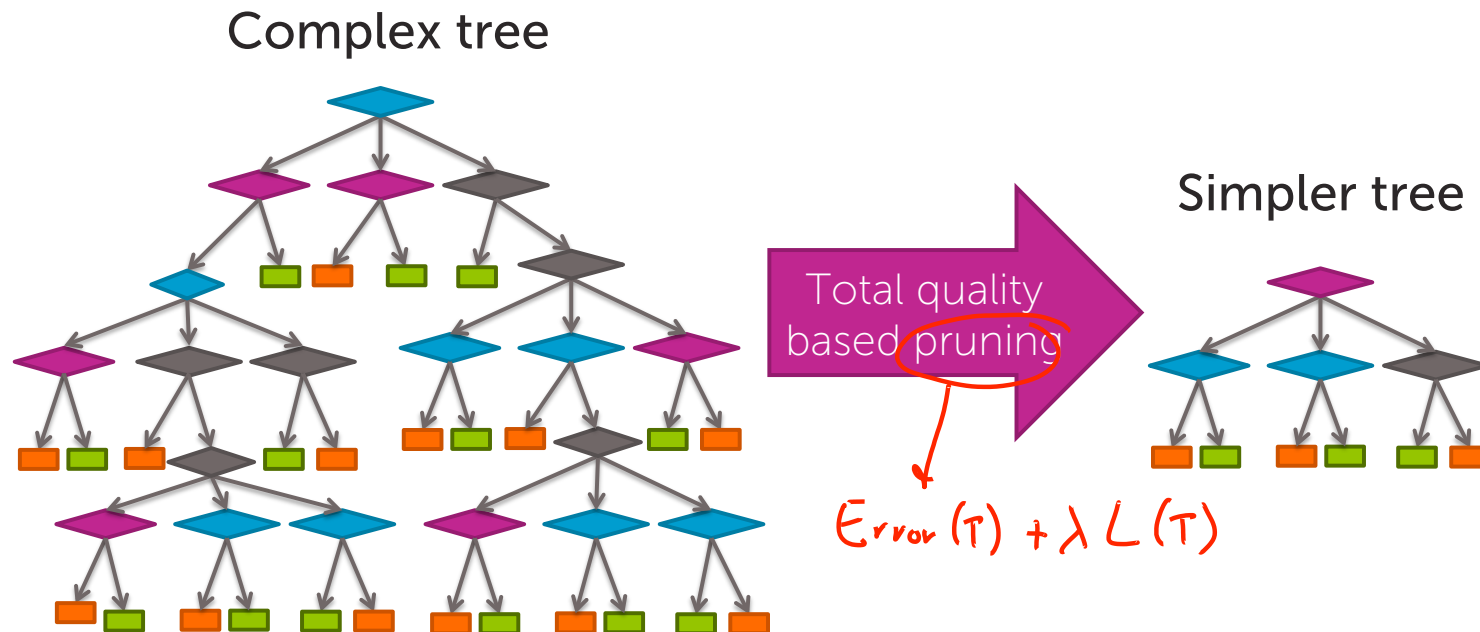 Complex tree
Simpler tree
Total quality
based pruning
Error (T) + λ L(T)